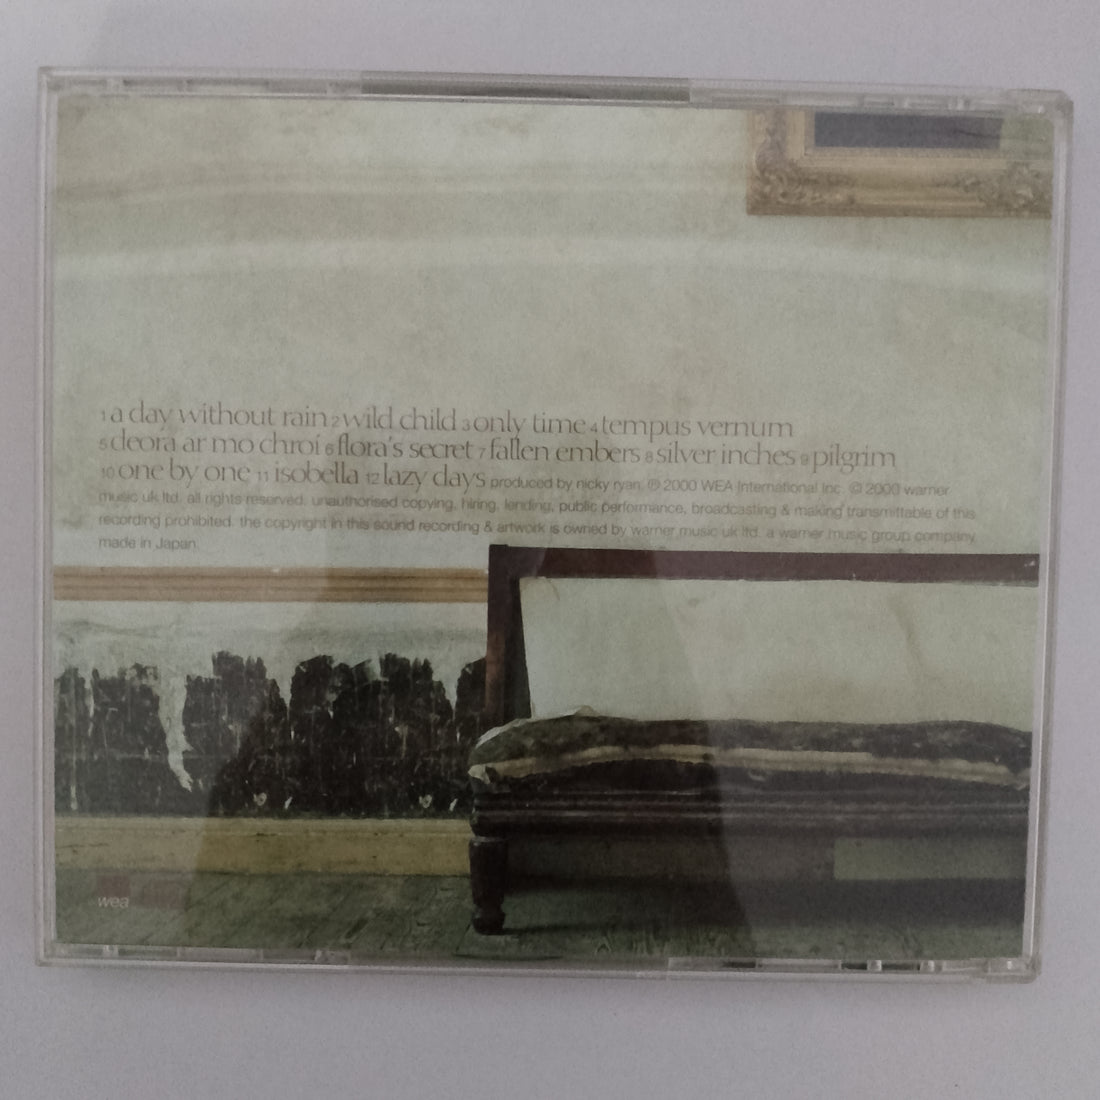 1 a day without rain 2 wild child 3 only time 4 tempus vernum
5 deora ar mo chroí 6 flora's secret 7 fallen embers 8 silver inches 9 pilgrim
10 one by one 11 isobella 12 lazy days produced by nicky ryan. ℗ 2000 WEA International Inc. © 2000 warner
music uk ltd. all rights reserved. unauthorised copying, hiring, lending, public performance, broadcasting & making transmittable of this
recording prohibited. the copyright in this sound recording & artwork is owned by warner music uk ltd. a warner music group company.
made in Japan.
wea